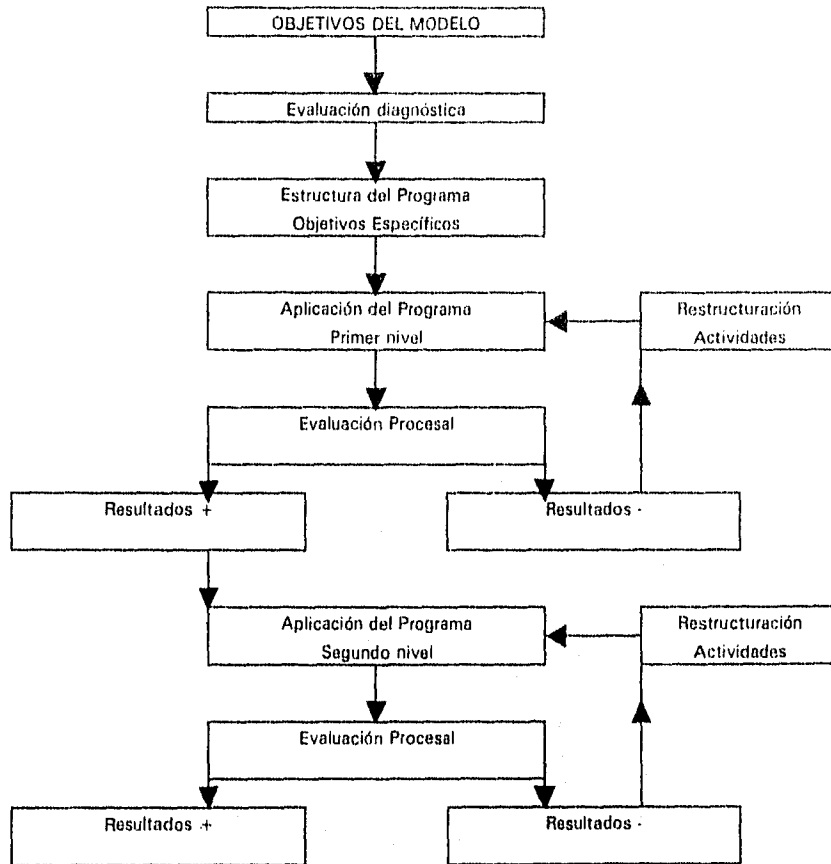 OBJETIVOS DEL MODELO
Evaluación diagnóstica
Estructura del Programa
Objetivos Específicos
Aplicación del Programa
Primer nivel
Restructuración
Actividades
Evaluación Procesal
Resultados +
Resultados -
Aplicación del Programa
Segundo nivel
Restructuración
Actividades
Evaluación Procesal
Resultados +
Resultados -